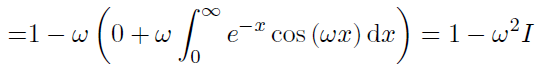 =1 − ω (0 + ω ∫₀^∞ e^{−x} cos (ωx) dx) = 1 − ω²I